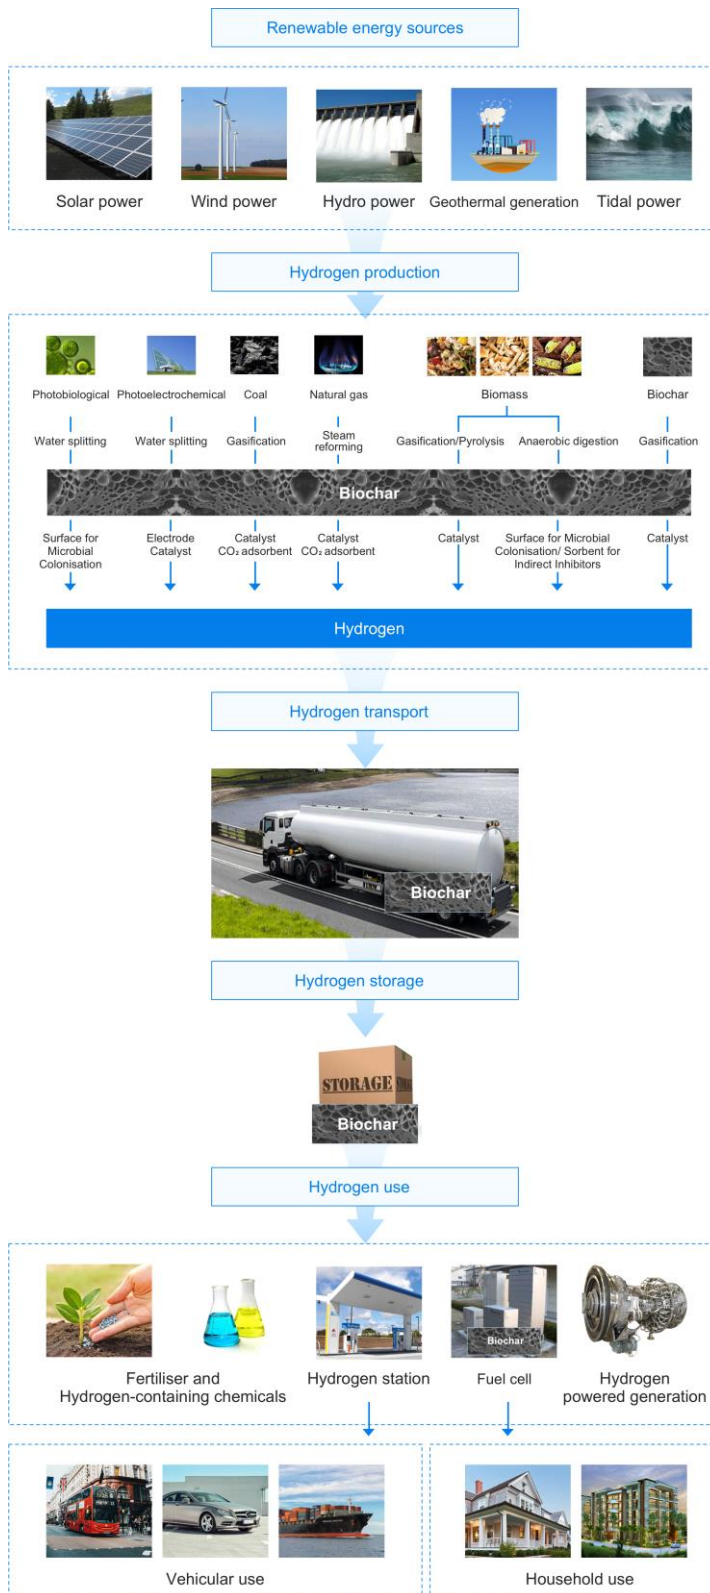 Renewable energy sources
Solar power
Wind power
Hydro power
Geothermal generation
Tidal power
Hydrogen production
Photobiological
Photoelectrochemical
Coal
Natural gas
Biomass
Biochar
Water splitting
Water splitting
Gasification
Steam
reforming
Gasification/Pyrolysis
Anaerobic digestion
Gasification
Biochar
Surface for
Microbial
Colonisation
Electrode
Catalyst
Catalyst
CO₂ adsorbent
Catalyst
CO₂ adsorbent
Catalyst
Surface for Microbial
Colonisation/ Sorbent for
Indirect Inhibitors
Catalyst
Hydrogen
Hydrogen transport
Biochar
Hydrogen storage
STORAGE
Biochar
Hydrogen use
Biochar
Fertiliser and
Hydrogen-containing chemicals
Hydrogen station
Fuel cell
Hydrogen
powered generation
Vehicular use
Household use